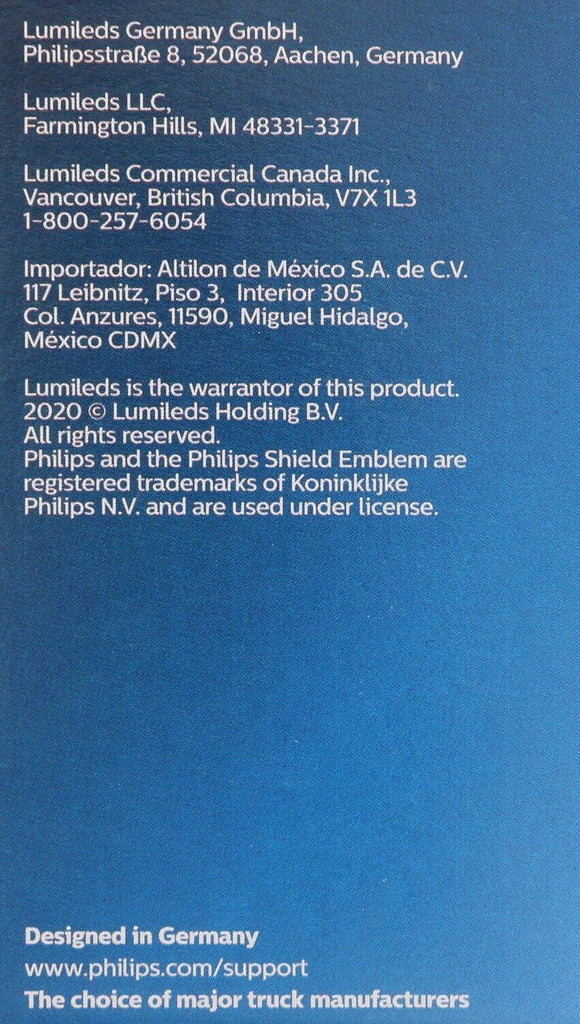 Lumileds Germany GmbH,
Philipsstraße 8, 52068, Aachen, Germany
Lumileds LLC,
Farmington Hills, MI 48331-3371
Lumileds Commercial Canada Inc.,
Vancouver, British Columbia, V7X 1L3
1-800-257-6054
Importador: Altilon de México S.A. de C.V.
117 Leibnitz, Piso 3, Interior 305
Col. Anzures, 11590, Miguel Hidalgo,
México CDMX
Lumileds is the warrantor of this product.
2020 © Lumileds Holding B.V.
All rights reserved.
Philips and the Philips Shield Emblem are
registered trademarks of Koninklijke
Philips N.V. and are used under license.
Designed in Germany
www.philips.com/support
The choice of major truck manufacturers